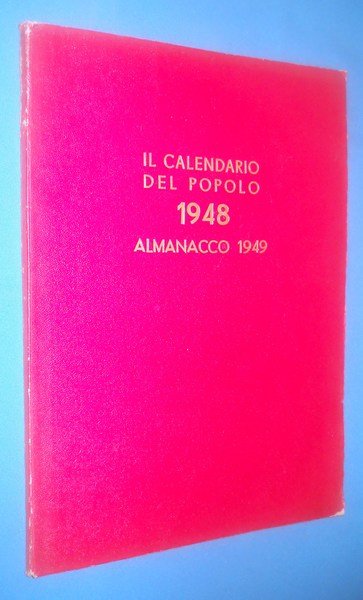 IL CALENDARIO
DEL POPOLO
1948
ALMANACCO 1949